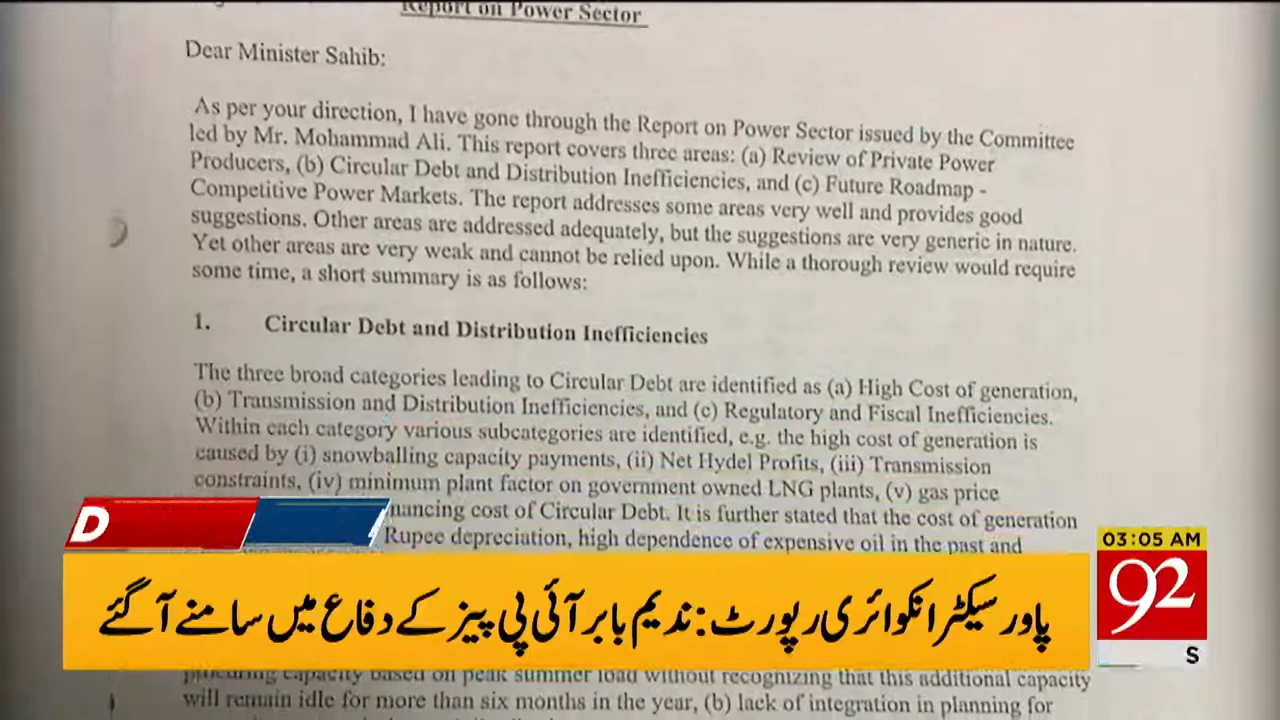 Report on Power Sector
Dear Minister Sahib:
As per your direction, I have gone through the Report on Power Sector issued by the Committee
led by Mr. Mohammad Ali. This report covers three areas: (a) Review of Private Power
Producers, (b) Circular Debt and Distribution Inefficiencies, and (c) Future Roadmap -
Competitive Power Markets. The report addresses some areas very well and provides good
suggestions. Other areas are addressed adequately, but the suggestions are very generic in nature.
Yet other areas are very weak and cannot be relied upon. While a thorough review would require
some time, a short summary is as follows:
1. Circular Debt and Distribution Inefficiencies
The three broad categories leading to Circular Debt are identified as (a) High Cost of generation,
(b) Transmission and Distribution Inefficiencies, and (c) Regulatory and Fiscal Inefficiencies.
Within each category various subcategories are identified, e.g. the high cost of generation is
caused by (i) snowballing capacity payments, (ii) Net Hydel Profits, (iii) Transmission
constraints, (iv) minimum plant factor on government owned LNG plants, (v) gas price
nancing cost of Circular Debt. It is further stated that the cost of generation
Rupee depreciation, high dependence of expensive oil in the past and
D
03:05 AM
92
S
پاور سیکٹر انکوائری رپورٹ: ندیم بابر آئی پی پیز کے دفاع میں سامنے آ گئے
procuring capacity based on peak summer load without recognizing that this additional capacity
will remain idle for more than six months in the year, (b) lack of integration in planning for